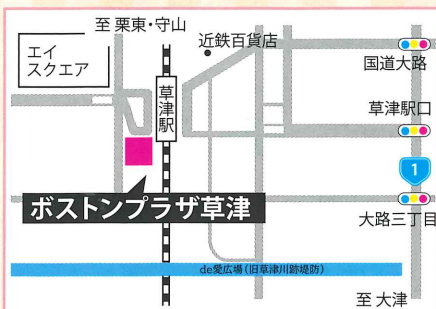 至 栗東・守山
エイ
スクエア
近鉄百貨店
国道大路
草津駅
草津駅口
1
ボストンプラザ草津
大路三丁目
de愛広場(旧草津川跡堤防)
至 大津